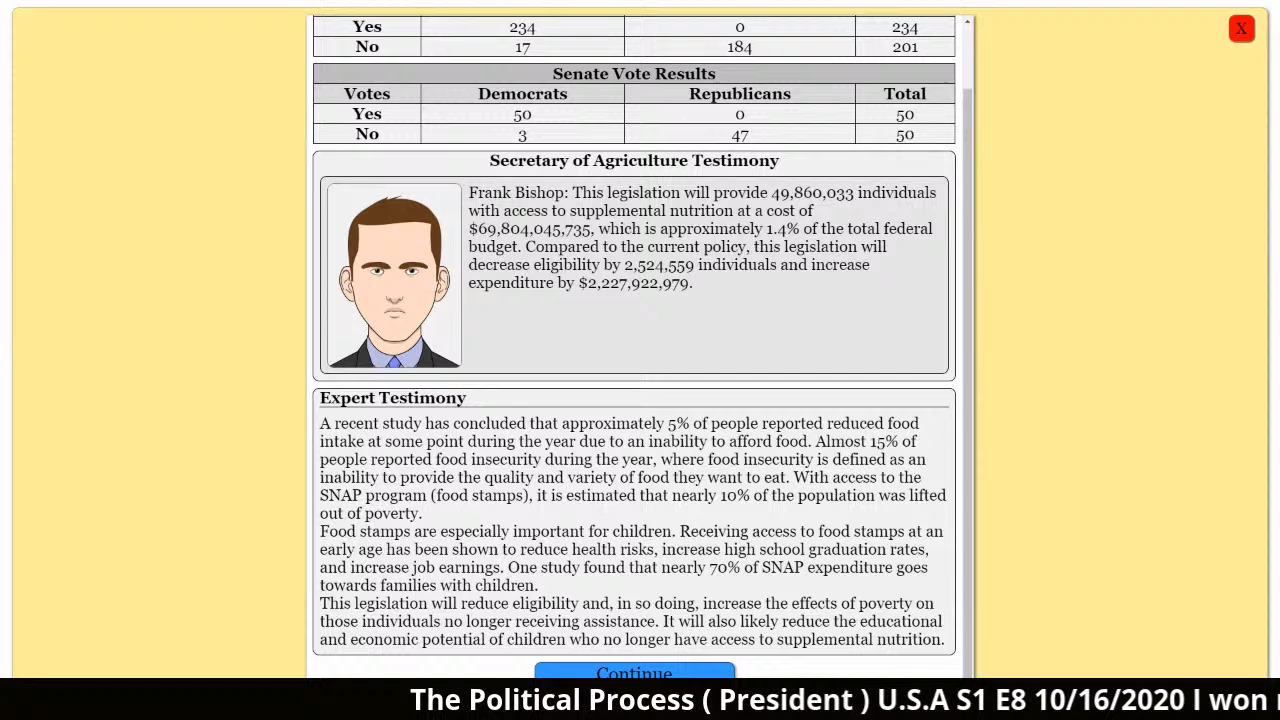 X
Yes 234 0 234
No 17 184 201
Senate Vote Results
Votes Democrats Republicans Total
Yes 50 0 50
No 3 47 50
Secretary of Agriculture Testimony
Frank Bishop: This legislation will provide 49,860,033 individuals
with access to supplemental nutrition at a cost of
$69,804,045,735, which is approximately 1.4% of the total federal
budget. Compared to the current policy, this legislation will
decrease eligibility by 2,524,559 individuals and increase
expenditure by $2,227,922,979.
Expert Testimony
A recent study has concluded that approximately 5% of people reported reduced food
intake at some point during the year due to an inability to afford food. Almost 15% of
people reported food insecurity during the year, where food insecurity is defined as an
inability to provide the quality and variety of food they want to eat. With access to the
SNAP program (food stamps), it is estimated that nearly 10% of the population was lifted
out of poverty.
Food stamps are especially important for children. Receiving access to food stamps at an
early age has been shown to reduce health risks, increase high school graduation rates,
and increase job earnings. One study found that nearly 70% of SNAP expenditure goes
towards families with children.
This legislation will reduce eligibility and, in so doing, increase the effects of poverty on
those individuals no longer receiving assistance. It will also likely reduce the educational
and economic potential of children who no longer have access to supplemental nutrition.
Continue
The Political Process ( President ) U.S.A S1 E8 10/16/2020 I won